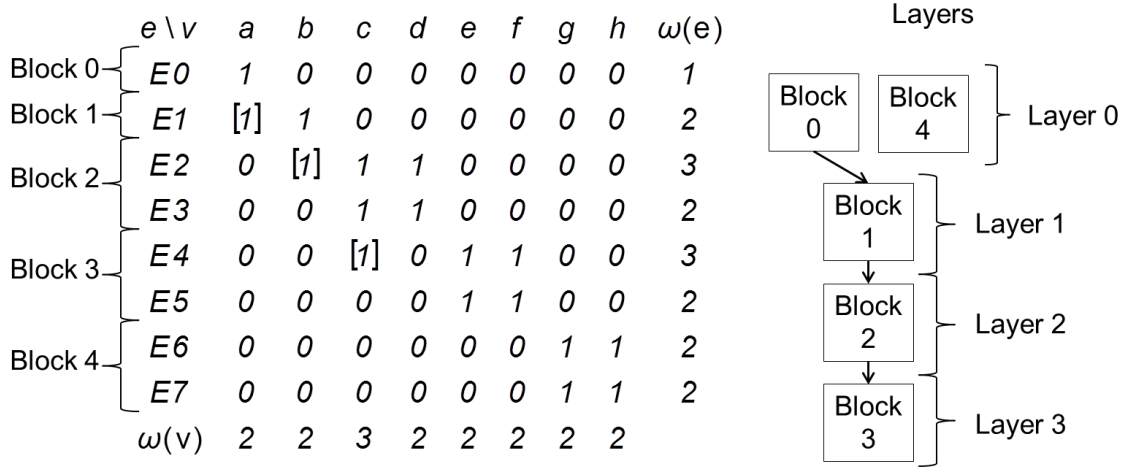 e \ v a b c d e f g h ω(e)
Block 0 E0 1 0 0 0 0 0 0 0 1
Block 1 E1 [1] 1 0 0 0 0 0 0 2
Block 2
E2 0 [1] 1 1 0 0 0 0 3
E3 0 0 1 1 0 0 0 0 2
Block 3
E4 0 0 [1] 0 1 1 0 0 3
E5 0 0 0 0 1 1 0 0 2
Block 4
E6 0 0 0 0 0 0 1 1 2
E7 0 0 0 0 0 0 1 1 2
ω(v) 2 2 3 2 2 2 2 2
Layers
Block
0
Block
4
Layer 0
Block
1
Layer 1
Block
2
Layer 2
Block
3
Layer 3